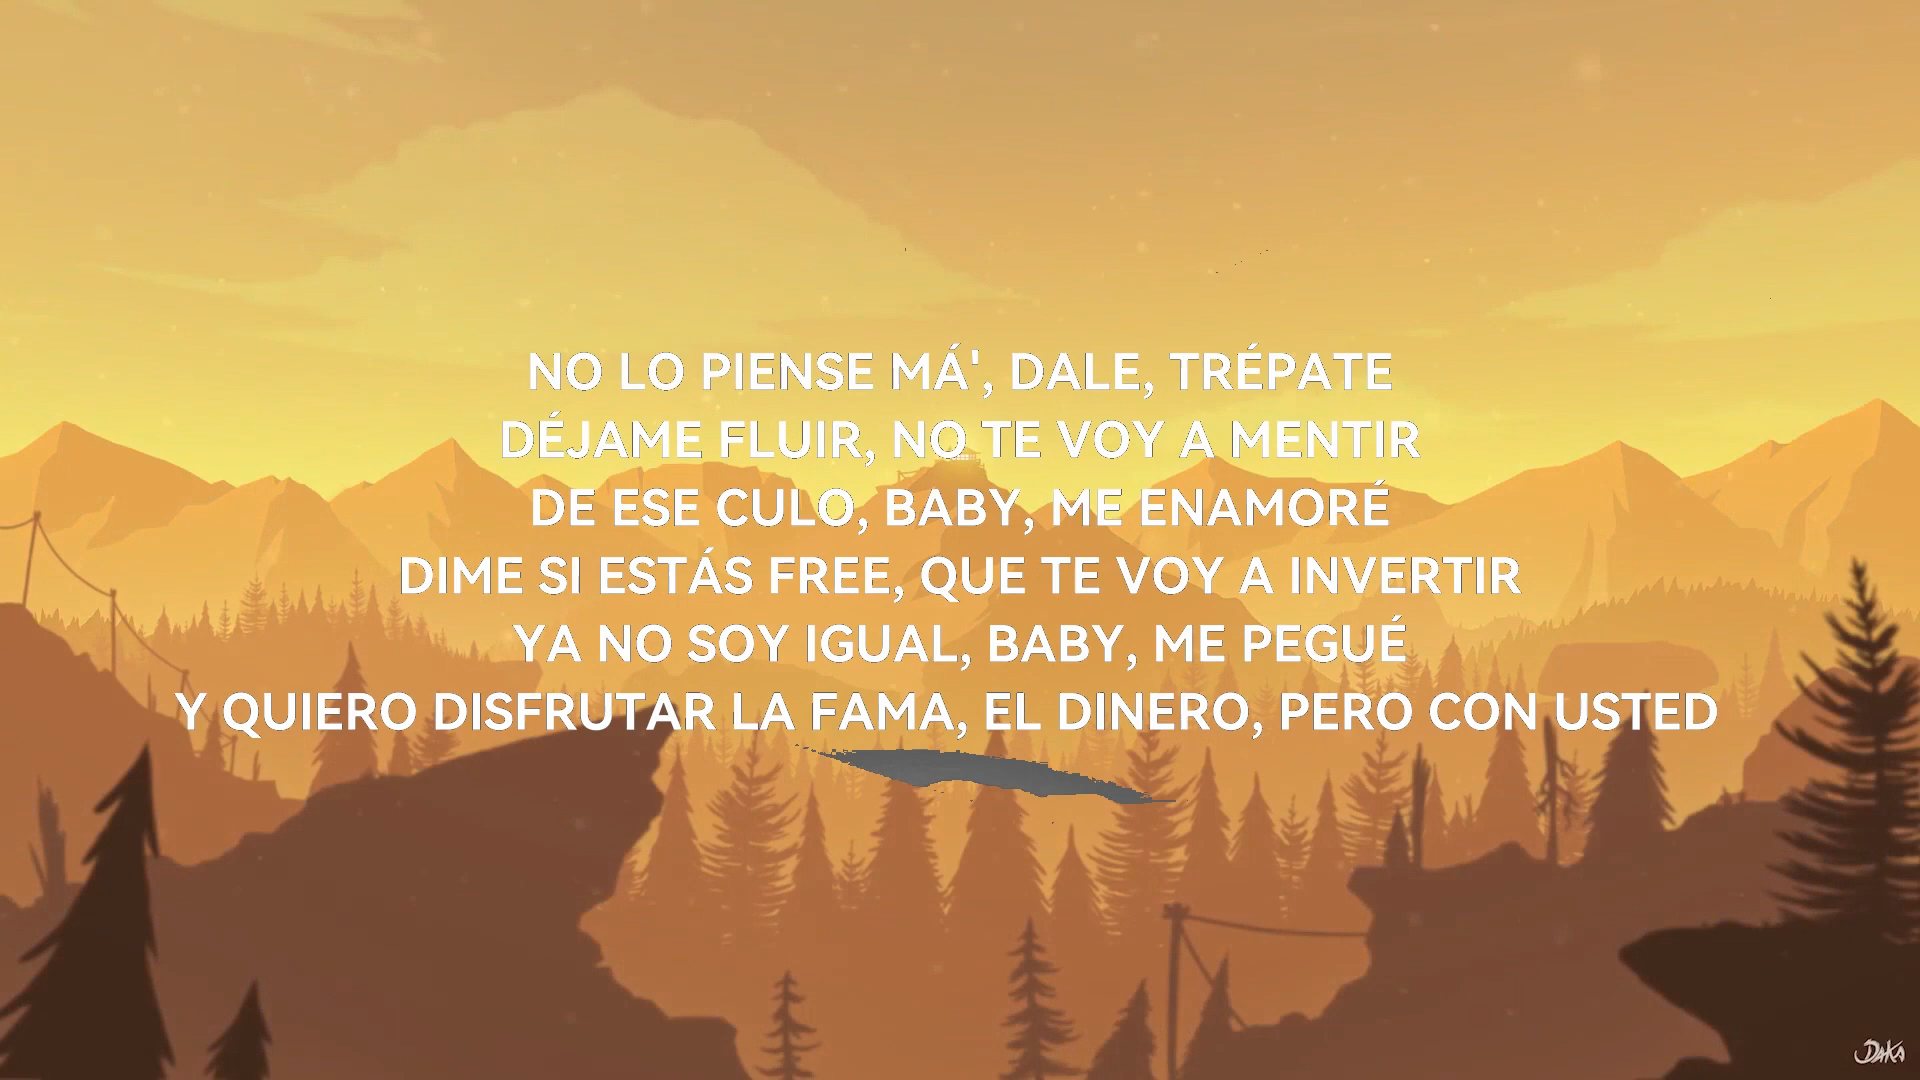 NO LO PIENSE MÁ', DALE, TRÉPATE
DÉJAME FLUIR, NO TE VOY A MENTIR
DE ESE CULO, BABY, ME ENAMORÉ
DIME SI ESTÁS FREE, QUE TE VOY A INVERTIR
YA NO SOY IGUAL, BABY, ME PEGUÉ
Y QUIERO DISFRUTAR LA FAMA, EL DINERO, PERO CON USTED
DAKA